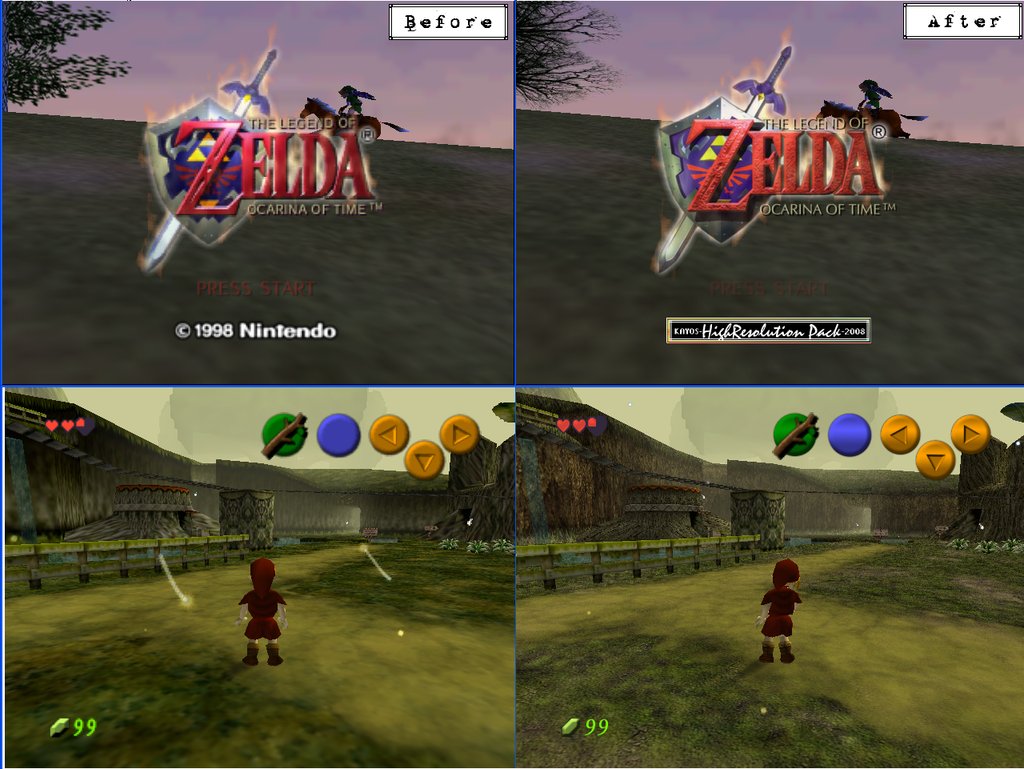 Before
After
THE LEGEND OF
ZELDA®
OCARINA OF TIME™
PRESS START
© 1998 Nintendo
THE LEGEND OF
ZELDA®
OCARINA OF TIME™
PRESS START
KAYOS-HighResolution Pack-2008
99
99